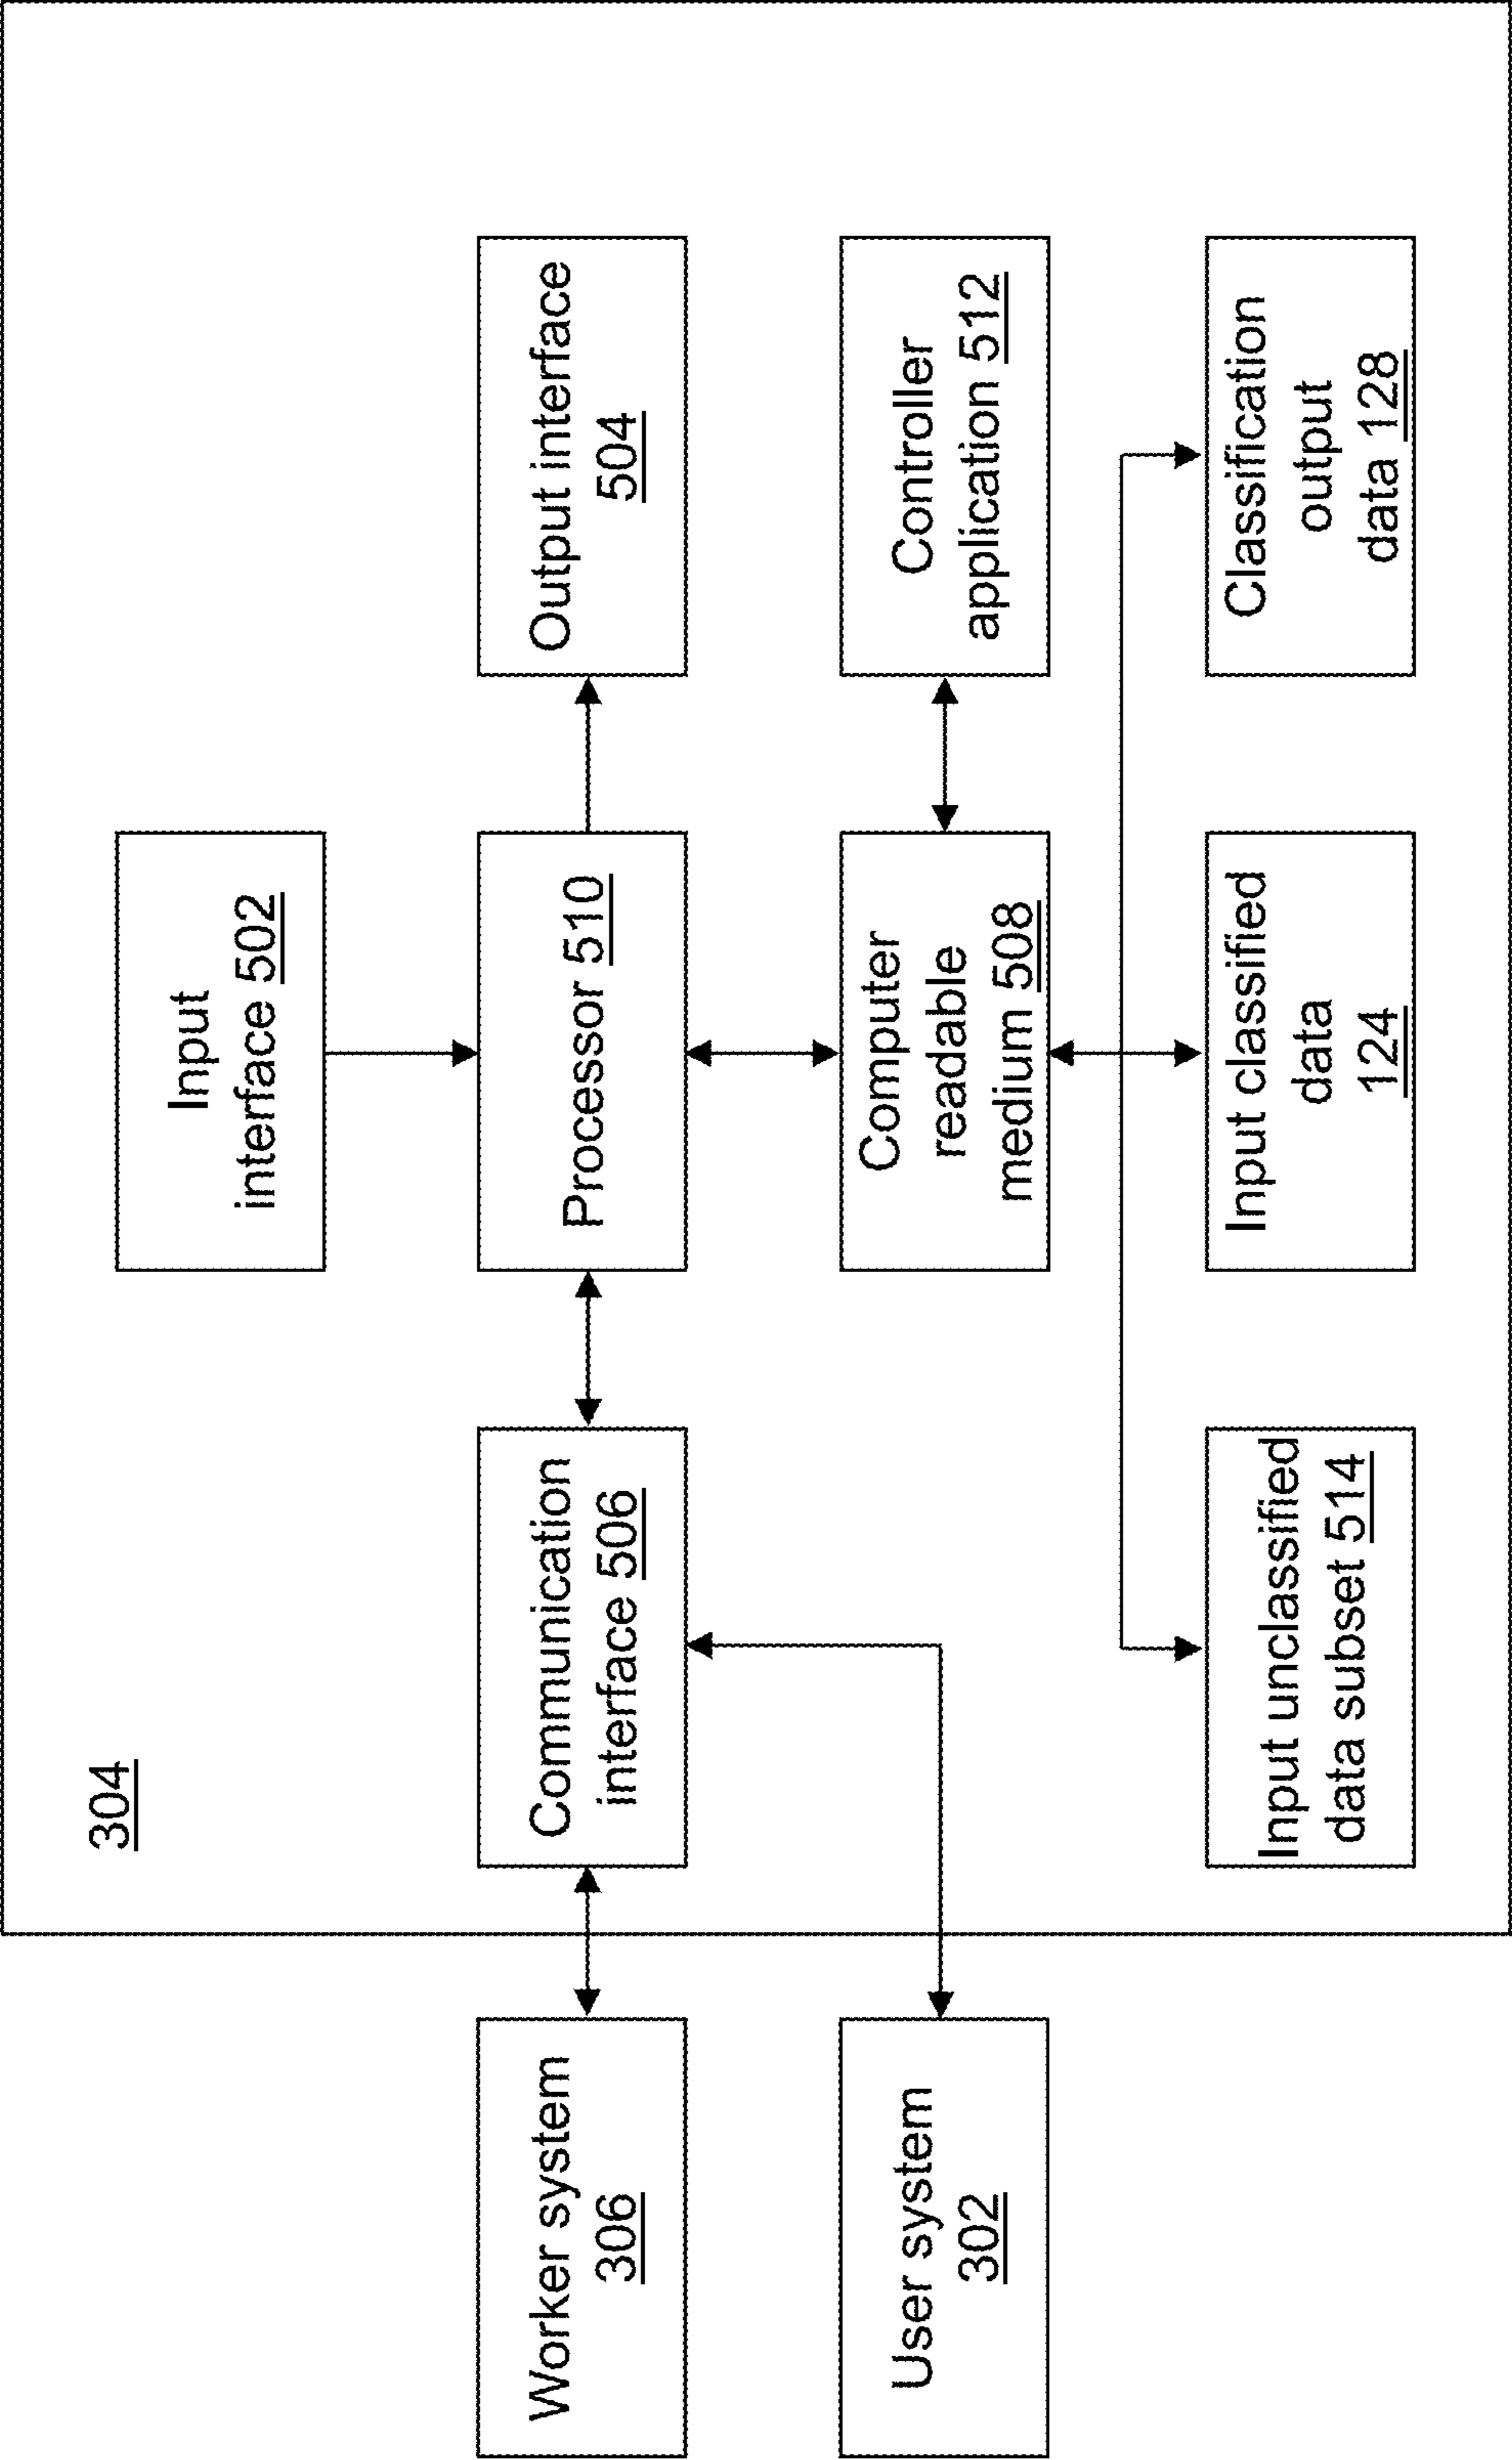 304
Input
interface 502
Worker system
306
Communication
interface 506
Processor 510
Output interface
504
User system
302
Computer
readable
medium 508
Controller
application 512
Input unclassified
data subset 514
Input classified
data
124
Classification
output
data 128